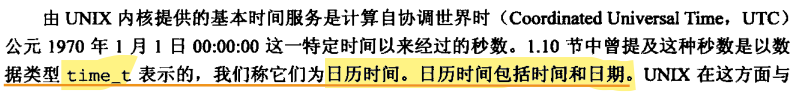 由 UNIX 内核提供的基本时间服务是计算自协调世界时（Coordinated Universal Time，UTC）
公元 1970 年 1 月 1 日 00:00:00 这一特定时间以来经过的秒数。1.10 节中曾提及这种秒数是以数
据类型 time_t 表示的，我们称它们为日历时间。日历时间包括时间和日期。UNIX 在这方面与